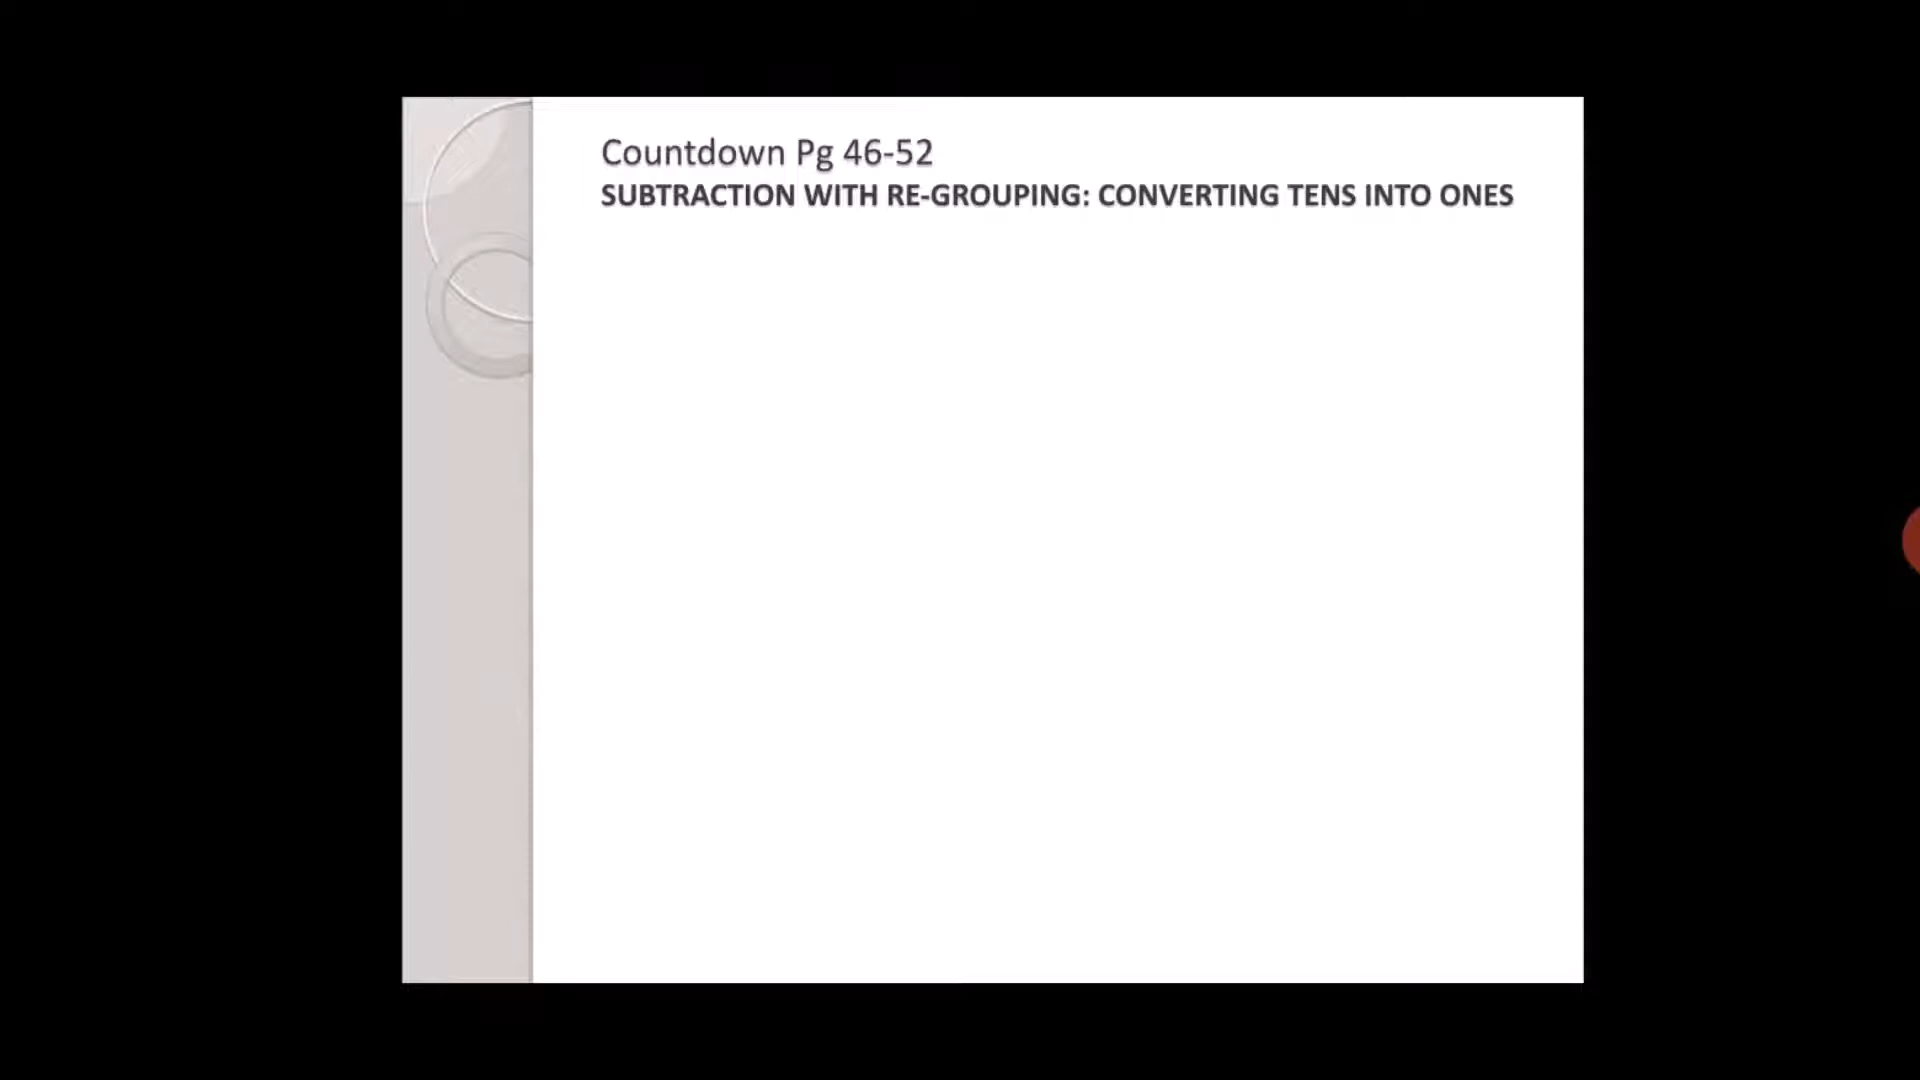 Countdown Pg 46-52
SUBTRACTION WITH RE-GROUPING: CONVERTING TENS INTO ONES